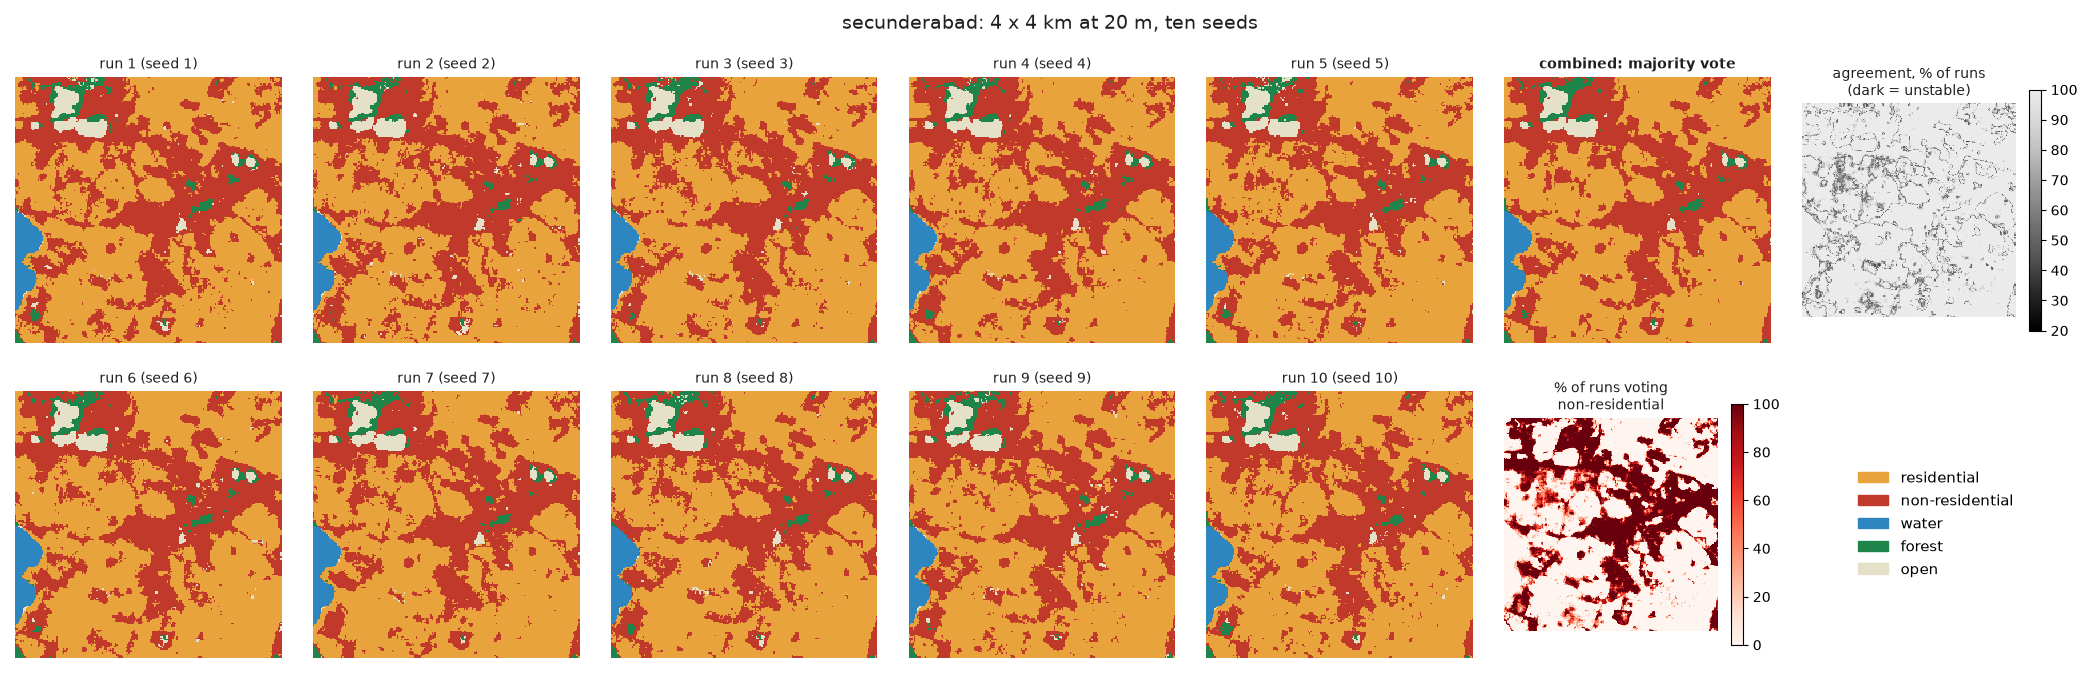 secunderabad: 4 x 4 km at 20 m, ten seeds
run 1 (seed 1)
run 2 (seed 2)
run 3 (seed 3)
run 4 (seed 4)
run 5 (seed 5)
combined: majority vote
agreement, % of runs
(dark = unstable)
100
90
80
70
60
50
40
30
20
run 6 (seed 6)
run 7 (seed 7)
run 8 (seed 8)
run 9 (seed 9)
run 10 (seed 10)
% of runs voting
non-residential
100
80
60
40
20
0
residential
non-residential
water
forest
open